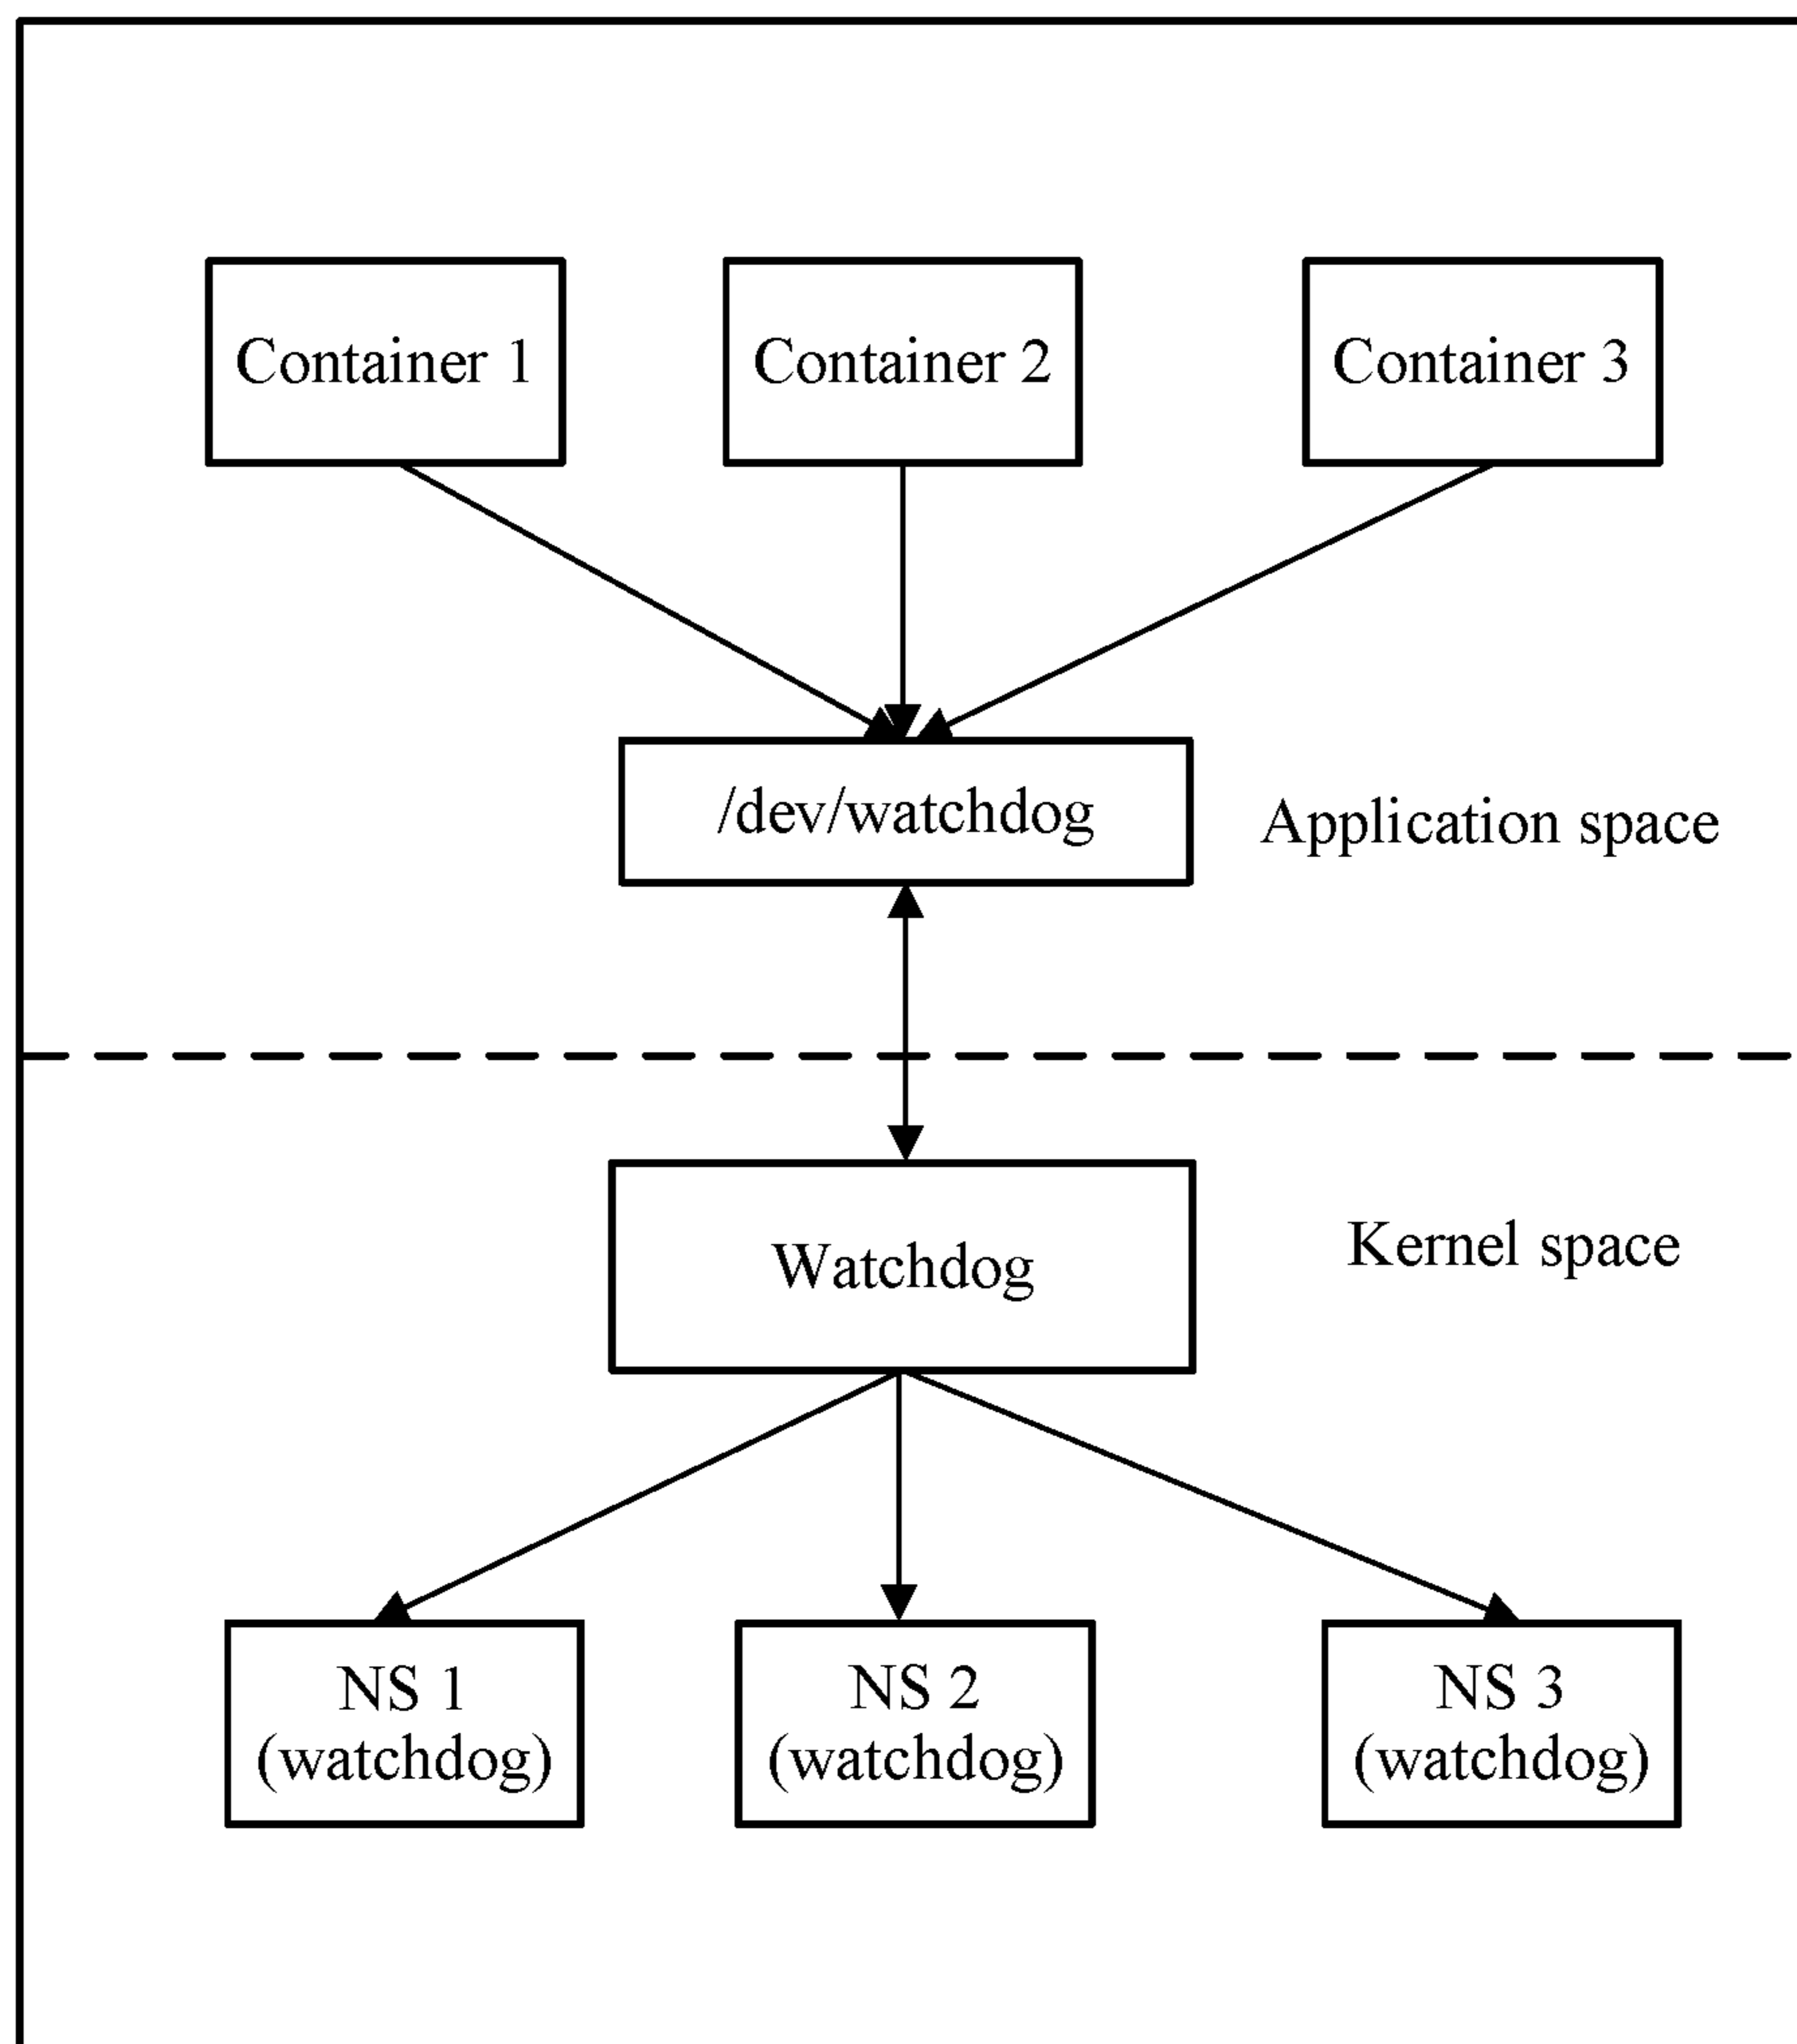 Container 1
Container 2
Container 3
/dev/watchdog
Application space
Watchdog
Kernel space
NS 1
(watchdog)
NS 2
(watchdog)
NS 3
(watchdog)